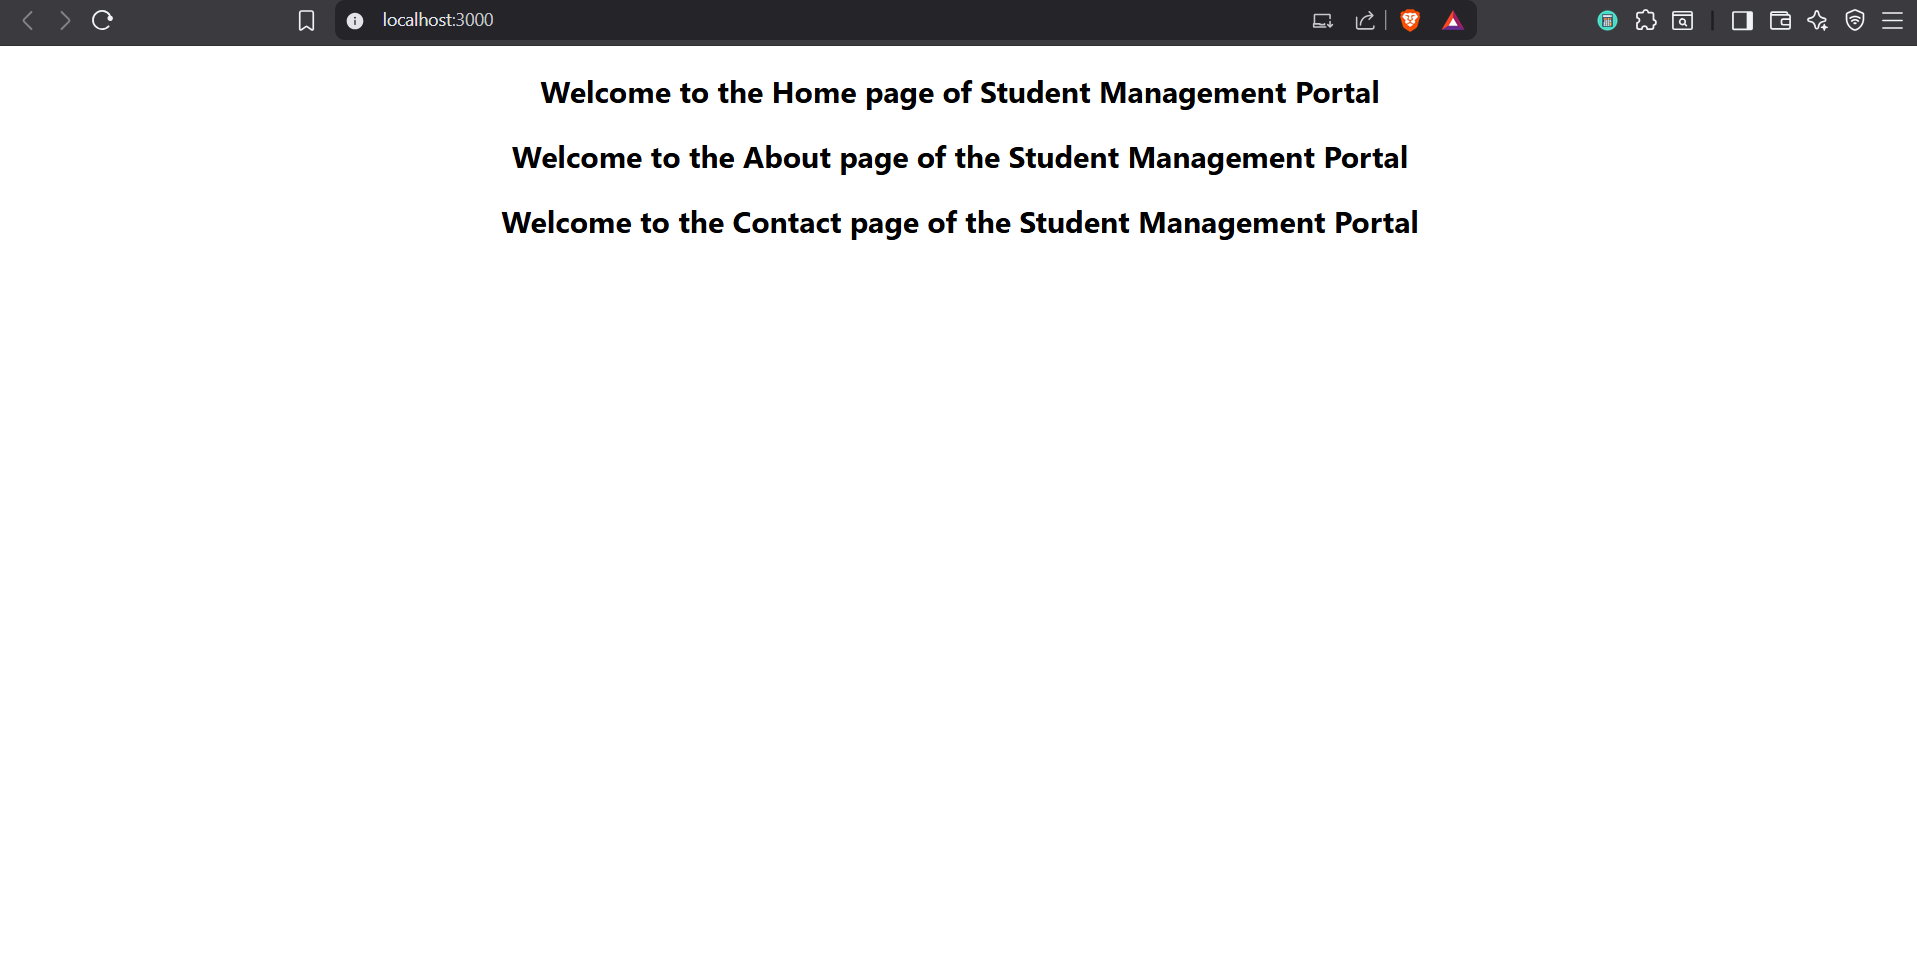 localhost:3000
Welcome to the Home page of Student Management Portal
Welcome to the About page of the Student Management Portal
Welcome to the Contact page of the Student Management Portal